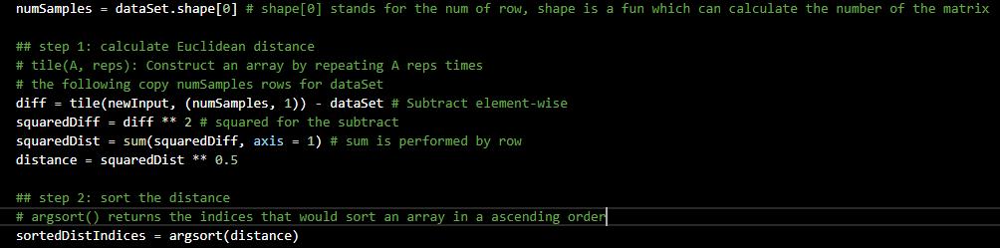 numSamples = dataSet.shape[0] # shape[0] stands for the num of row, shape is a fun which can calculate the number of the matrix
## step 1: calculate Euclidean distance
# tile(A, reps): Construct an array by repeating A reps times
# the following copy numSamples rows for dataSet
diff = tile(newInput, (numSamples, 1)) - dataSet # Subtract element-wise
squaredDiff = diff ** 2 # squared for the subtract
squaredDist = sum(squaredDiff, axis = 1) # sum is performed by row
distance = squaredDist ** 0.5
## step 2: sort the distance
# argsort() returns the indices that would sort an array in a ascending order
sortedDistIndices = argsort(distance)